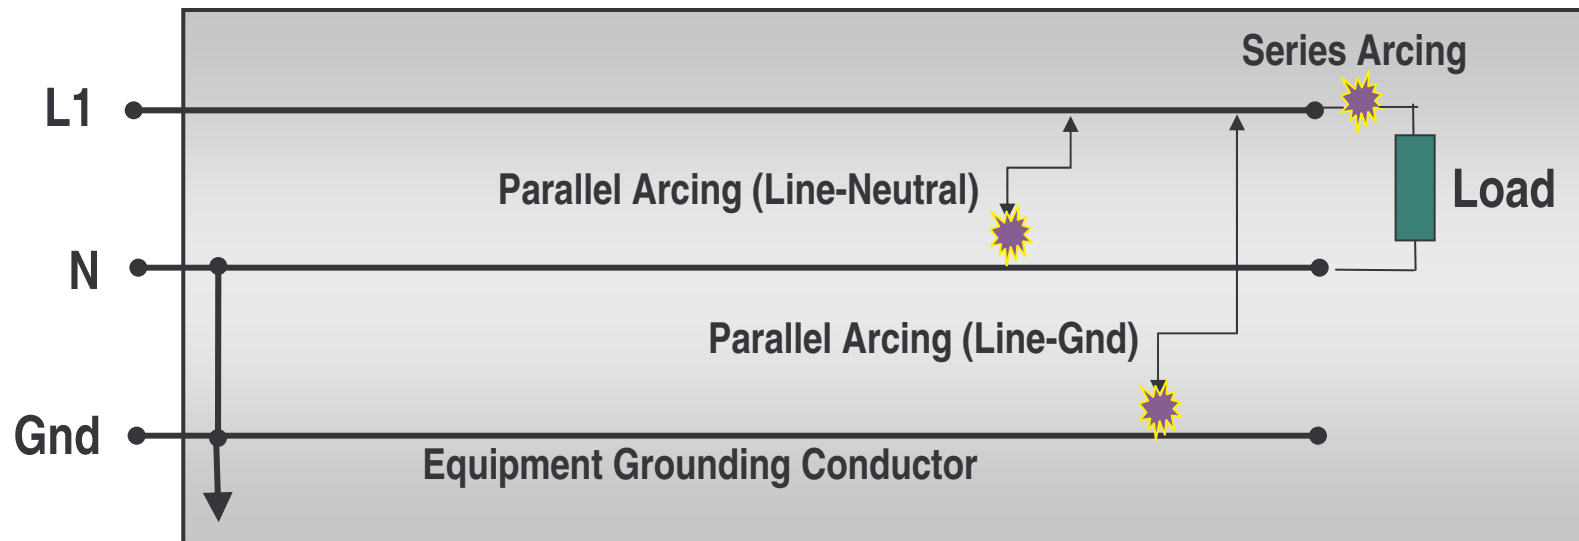 Series Arcing
L1
Parallel Arcing (Line-Neutral)
Load
N
Parallel Arcing (Line-Gnd)
Gnd
Equipment Grounding Conductor